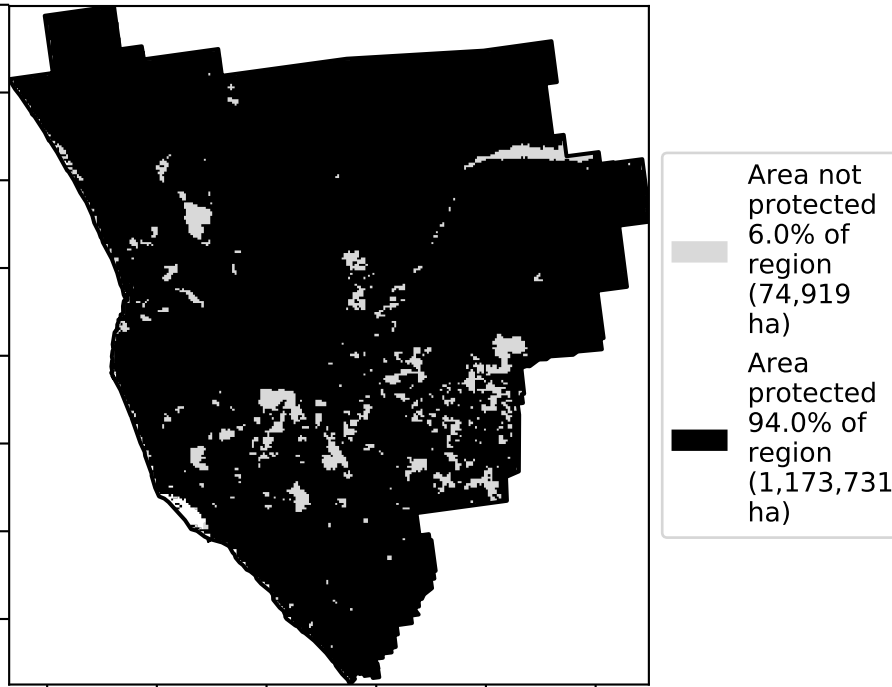 Area not
protected
6.0% of
region
(74,919
ha)
Area
protected
94.0% of
region
(1,173,731
ha)